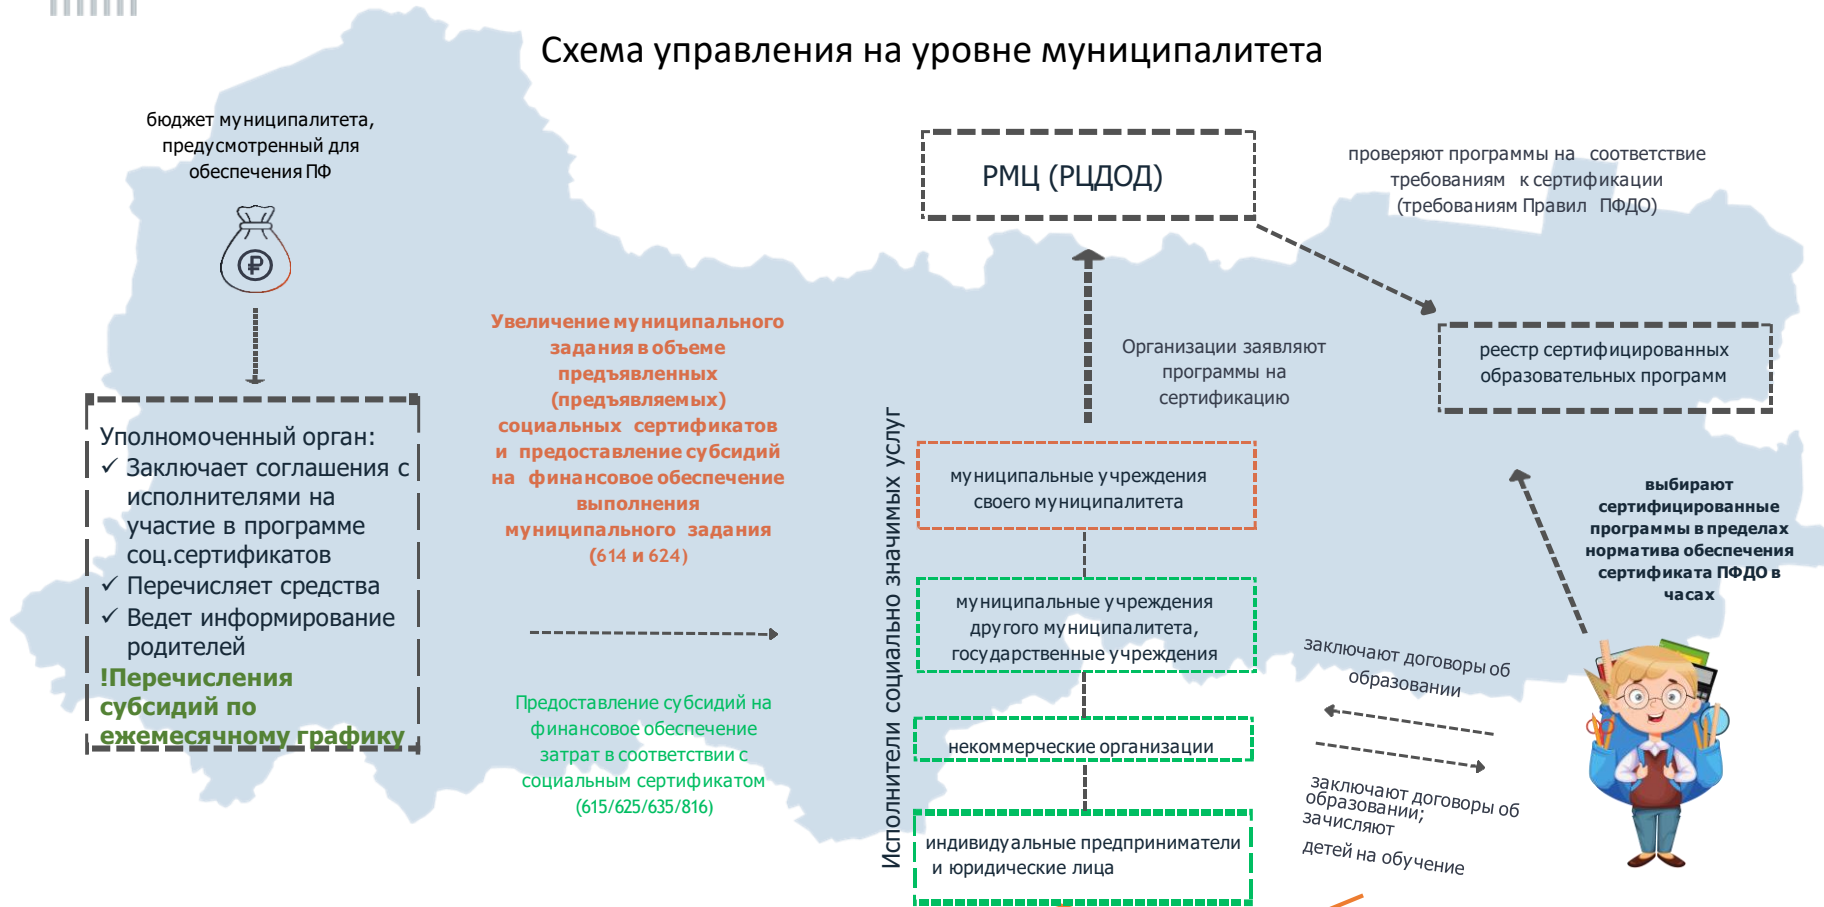 Схема управления на уровне муниципалитета
бюджет муниципалитета,
предусмотренный для
обеспечения ПФ
Уполномоченный орган:
✓ Заключает соглашения с
исполнителями на
участие в программе
соц.сертификатов
✓ Перечисляет средства
✓ Ведет информирование
родителей
!Перечисления
субсидий по
ежемесячному графику
Увеличение муниципального
задания в объеме
предъявленных
(предъявляемых)
социальных сертификатов
и предоставление субсидий
на финансовое обеспечение
выполнения
муниципального задания
(614 и 624)
Предоставление субсидий на
финансовое обеспечение
затрат в соответствии с
социальным сертификатом
(615/625/635/816)
Исполнители социально значимых услуг
РМЦ (РЦДОД)
Организации заявляют
программы на
сертификацию
муниципальные учреждения
своего муниципалитета
муниципальные учреждения
другого муниципалитета,
государственные учреждения
некоммерческие организации
индивидуальные предприниматели
и юридические лица
проверяют программы на соответствие
требованиям к сертификации
(требованиям Правил ПФДО)
реестр сертифицированных
образовательных программ
выбирают
сертифицированные
программы в пределах
норматива обеспечения
сертификата ПФДО в
часах
заключают договоры об
образовании
заключают договоры об
образовании;
зачисляют
детей на обучение